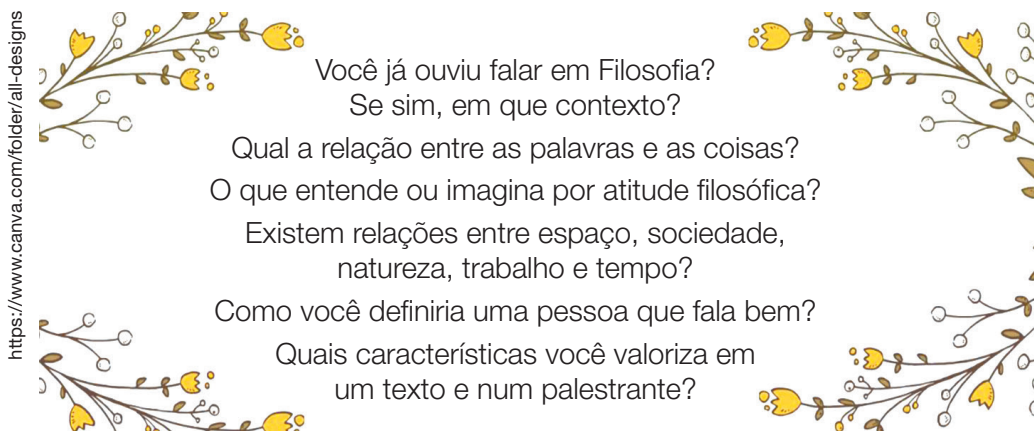 https://www.canva.com/folder/all-designs
Você já ouviu falar em Filosofia?
Se sim, em que contexto?
Qual a relação entre as palavras e as coisas?
O que entende ou imagina por atitude filosófica?
Existem relações entre espaço, sociedade,
natureza, trabalho e tempo?
Como você definiria uma pessoa que fala bem?
Quais características você valoriza em
um texto e num palestrante?